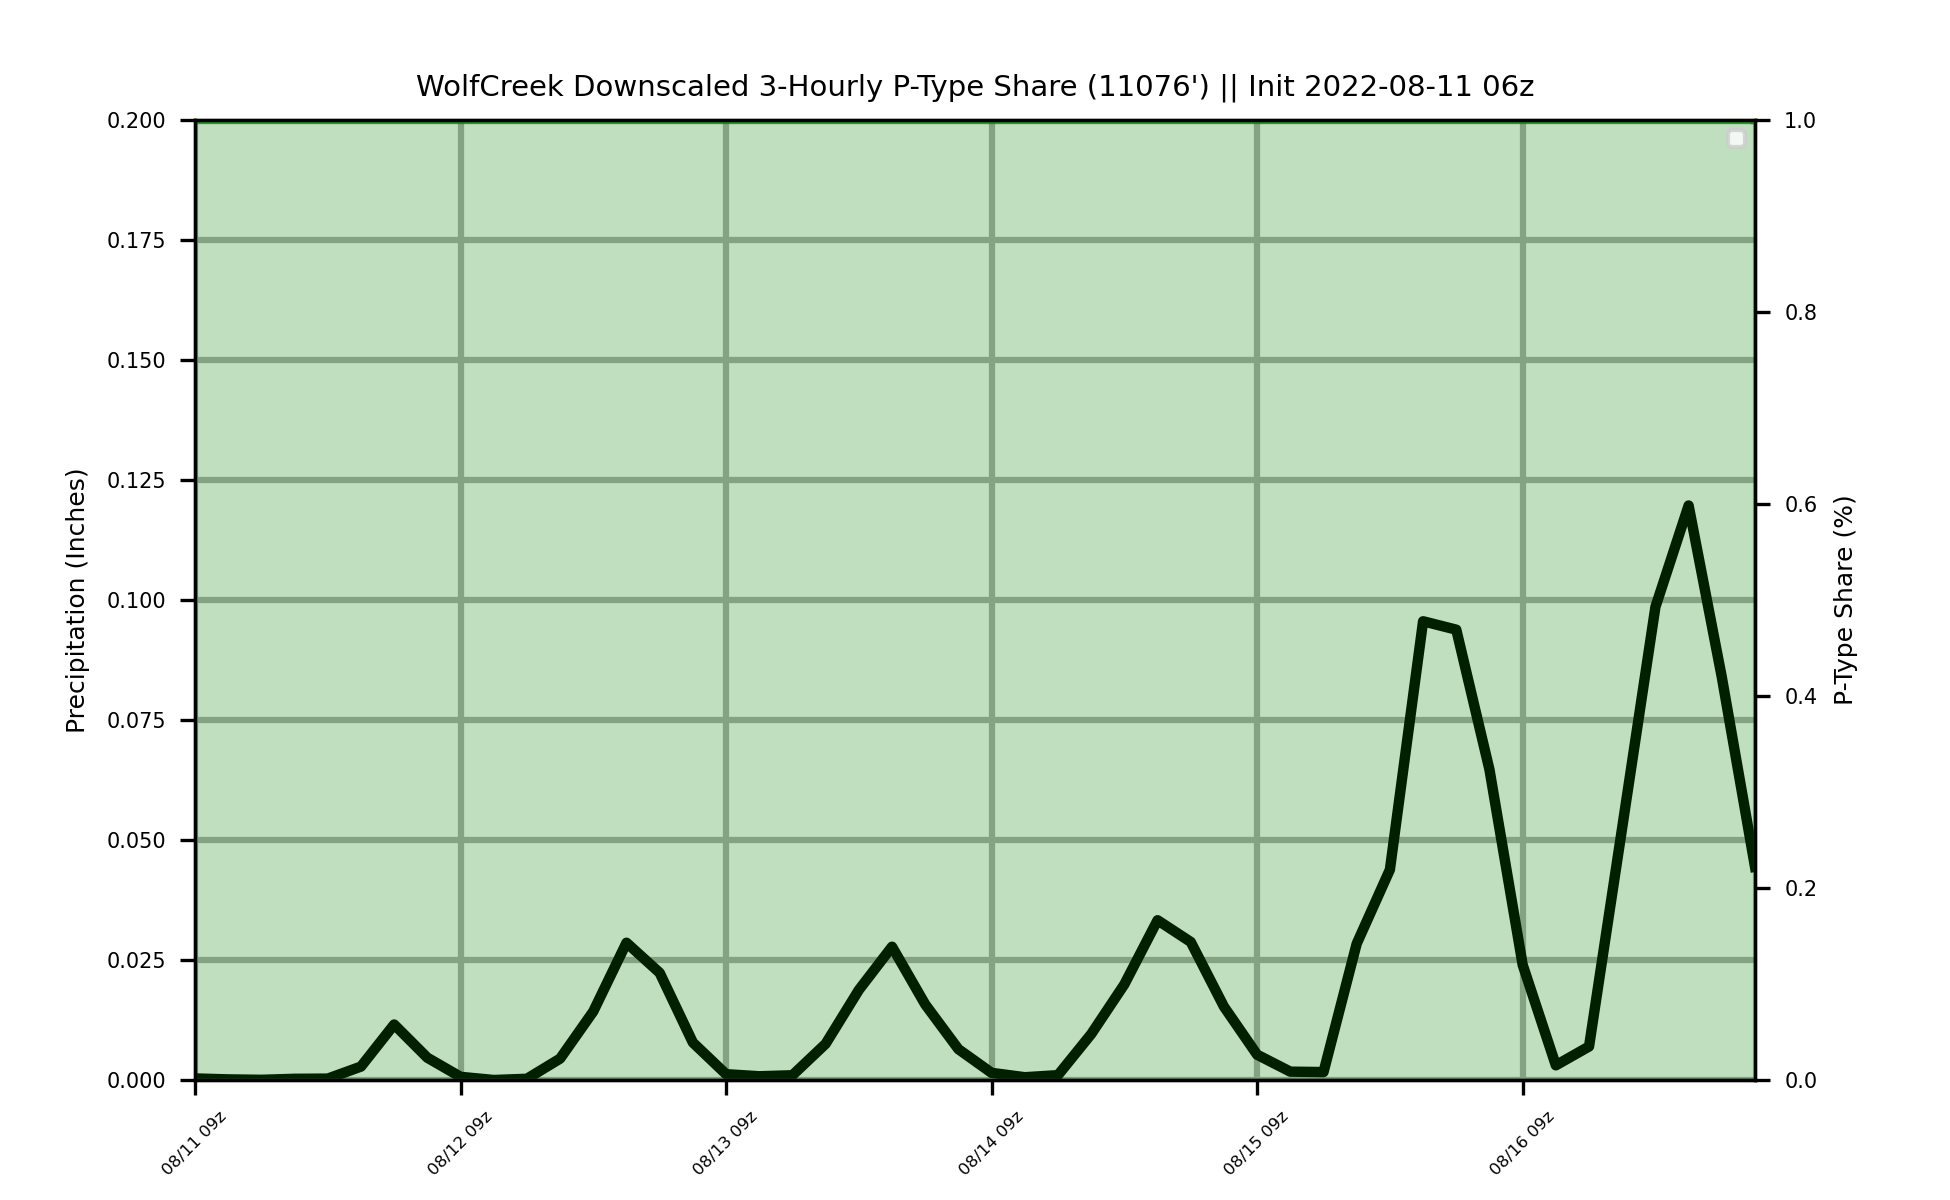 WolfCreek Downscaled 3-Hourly P-Type Share (11076') || Init 2022-08-11 06z
0.200
0.175
0.150
0.125
0.100
0.075
0.050
0.025
0.000
Precipitation (Inches)
1.0
0.8
0.6
0.4
0.2
0.0
P-Type Share (%)
08/11 09z
08/12 09z
08/13 09z
08/14 09z
08/15 09z
08/16 09z